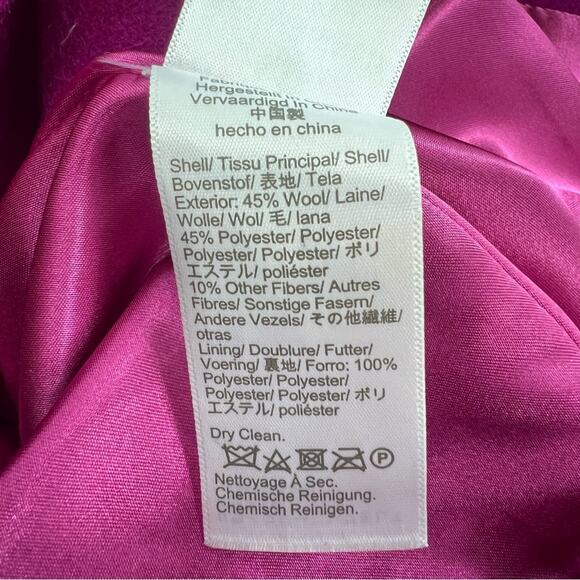 Hergestellt In
Vervaardigd In China
中国製
hecho en china
Shell/ Tissu Principal/ Shell/
Bovenstof/ 表地/ Tela
Exterior: 45% Wool/ Laine/
Wolle/ Wol/ 毛/ lana
45% Polyester/ Polyester/
Polyester/ Polyester/ ポリ
エステル/ poliéster
10% Other Fibers/ Autres
Fibres/ Sonstige Fasern/
Andere Vezels/ その他繊維/
otras
Lining/ Doublure/ Futter/
Voering/ 裏地/ Forro: 100%
Polyester/ Polyester/
Polyester/ Polyester/ ポリ
エステル/ poliéster
Dry Clean.
P
Nettoyage À Sec.
Chemische Reinigung.
Chemisch Reinigen.